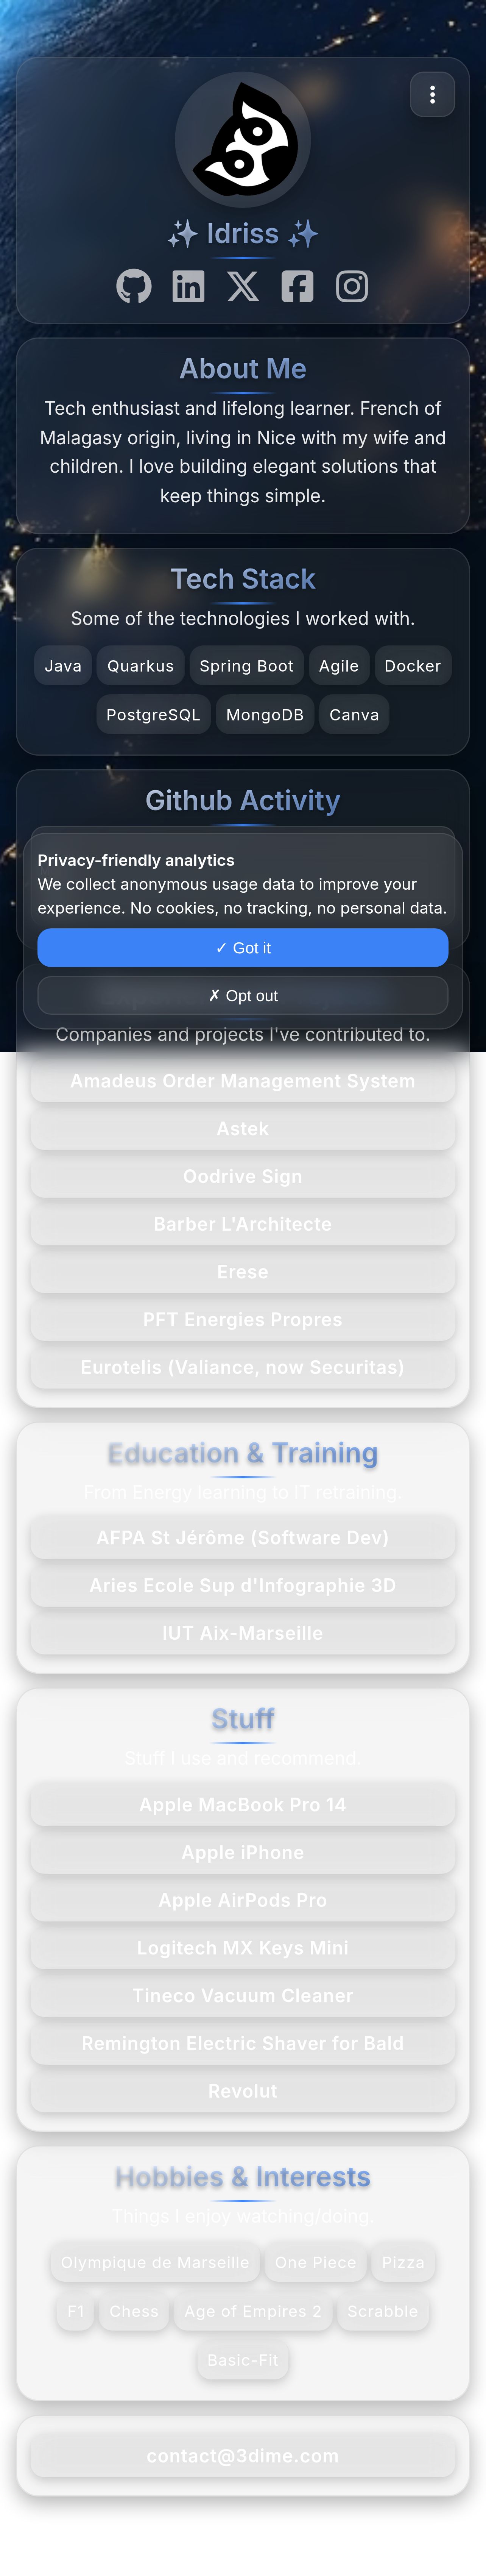 ✨ Idriss ✨
About Me
Tech enthusiast and lifelong learner. French of
Malagasy origin, living in Nice with my wife and
children. I love building elegant solutions that
keep things simple.
Tech Stack
Some of the technologies I worked with.
Java Quarkus Spring Boot Agile Docker
PostgreSQL MongoDB Canva
Github Activity
Privacy-friendly analytics
We collect anonymous usage data to improve your
experience. No cookies, no tracking, no personal data.
✓ Got it
✗ Opt out
Companies and projects I've contributed to.
Amadeus Order Management System
Astek
Oodrive Sign
Barber L'Architecte
Erese
PFT Energies Propres
Eurotelis (Valiance, now Securitas)
Education & Training
From Energy learning to IT retraining.
AFPA St Jérôme (Software Dev)
Aries Ecole Sup d'Infographie 3D
IUT Aix-Marseille
Stuff
Stuff I use and recommend.
Apple MacBook Pro 14
Apple iPhone
Apple AirPods Pro
Logitech MX Keys Mini
Tineco Vacuum Cleaner
Remington Electric Shaver for Bald
Revolut
Hobbies & Interests
Things I enjoy watching/doing.
Olympique de Marseille One Piece Pizza
F1 Chess Age of Empires 2 Scrabble
Basic-Fit
contact@3dime.com